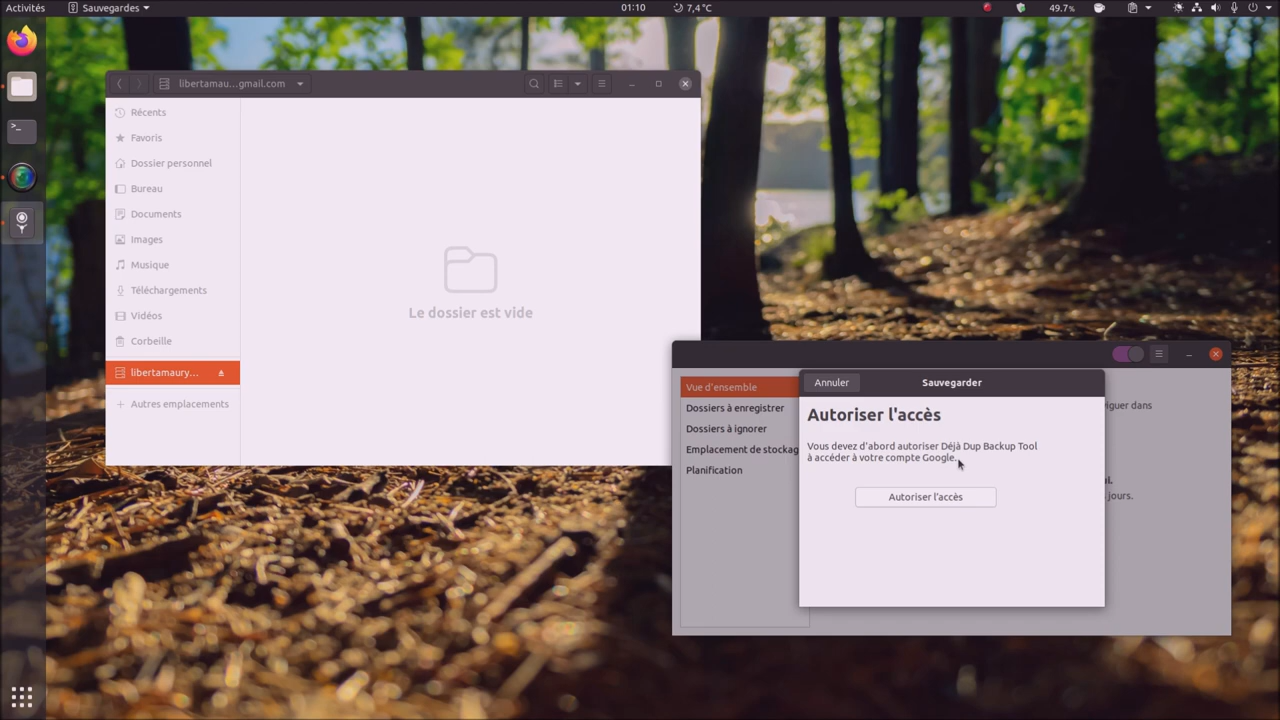 Activités
Sauvegardes
01:10
7,4 °C
49.7%
libertamau...gmail.com
Récents
Favoris
Dossier personnel
Bureau
Documents
Images
Musique
Téléchargements
Vidéos
Corbeille
libertamaury...
Autres emplacements
Le dossier est vide
Vue d'ensemble
Dossiers à enregistrer
Dossiers à ignorer
Emplacement de stockag
Planification
Annuler
Sauvegarder
Autoriser l'accès
Vous devez d'abord autoriser Déjà Dup Backup Tool
à accéder à votre compte Google.
Autoriser l'accès
iguer dans
ul.
jours.